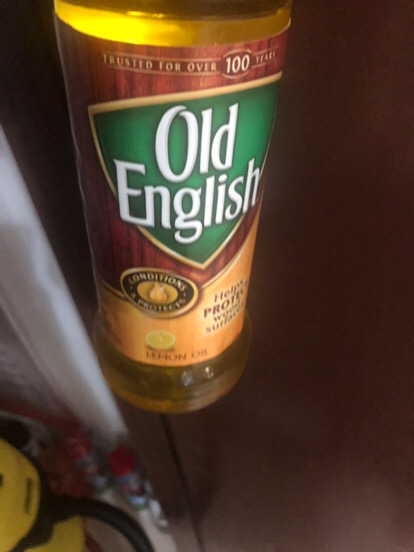 TRUSTED FOR OVER 100 YEARS
Old
English
CONDITIONS
& PROTECTS
Helps
PROTECT
wood
surfaces
LEMON OIL